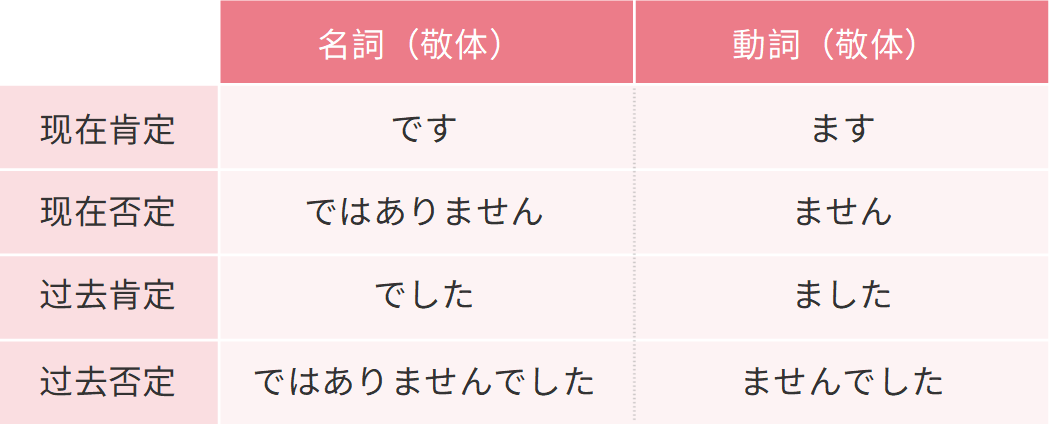 名詞（敬体） 動詞（敬体）
现在肯定 です ます
现在否定 ではありません ません
过去肯定 でした ました
过去否定 ではありませんでした ませんでした